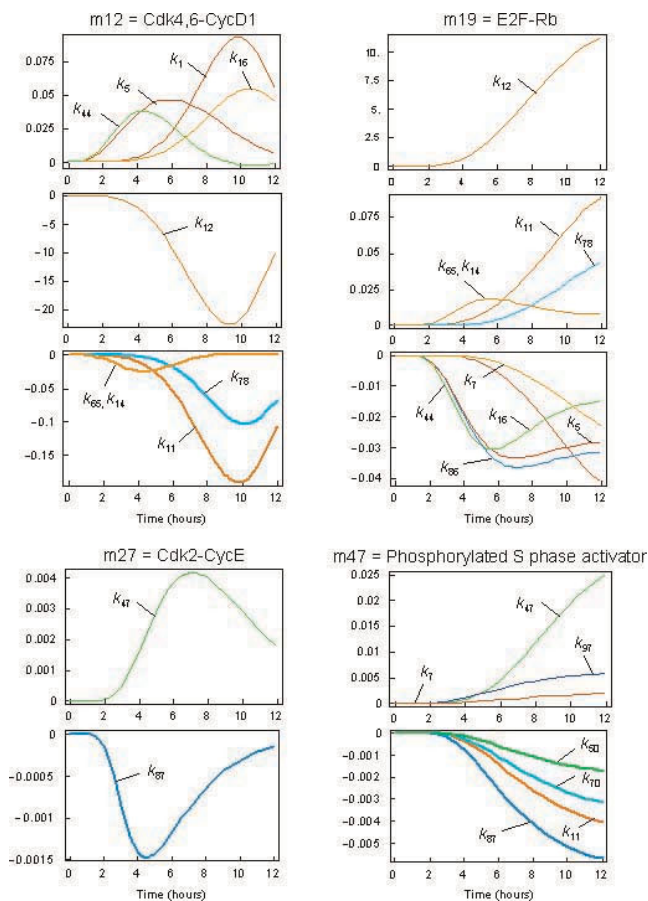 m12 = Cdk4,6-CycD1
0.075
0.05
0.025
0
k44
k5
k1
k16
0 2 4 6 8 10 12
0
−5
−10
−15
−20
k12
0 2 4 6 8 10 12
0
−0.05
−0.1
−0.15
k65, k14
k78
k11
0 2 4 6 8 10 12
Time (hours)
m19 = E2F-Rb
10.
7.5
5.
2.5
0
k12
0 2 4 6 8 10 12
0.075
0.05
0.025
0
k11
k78
k65, k14
0 2 4 6 8 10 12
0
−0.01
−0.02
−0.03
−0.04
k7
k44
k16
k5
k86
0 2 4 6 8 10 12
Time (hours)
m27 = Cdk2-CycE
0.004
0.003
0.002
0.001
0
k47
0 2 4 6 8 10 12
0
−0.0005
−0.001
−0.0015
k87
0 2 4 6 8 10 12
Time (hours)
m47 = Phosphorylated S phase activator
0.025
0.02
0.015
0.01
0.005
0
k47
k97
k7
0 2 4 6 8 10 12
0
−0.001
−0.002
−0.003
−0.004
−0.005
k50
k70
k11
k87
0 2 4 6 8 10 12
Time (hours)